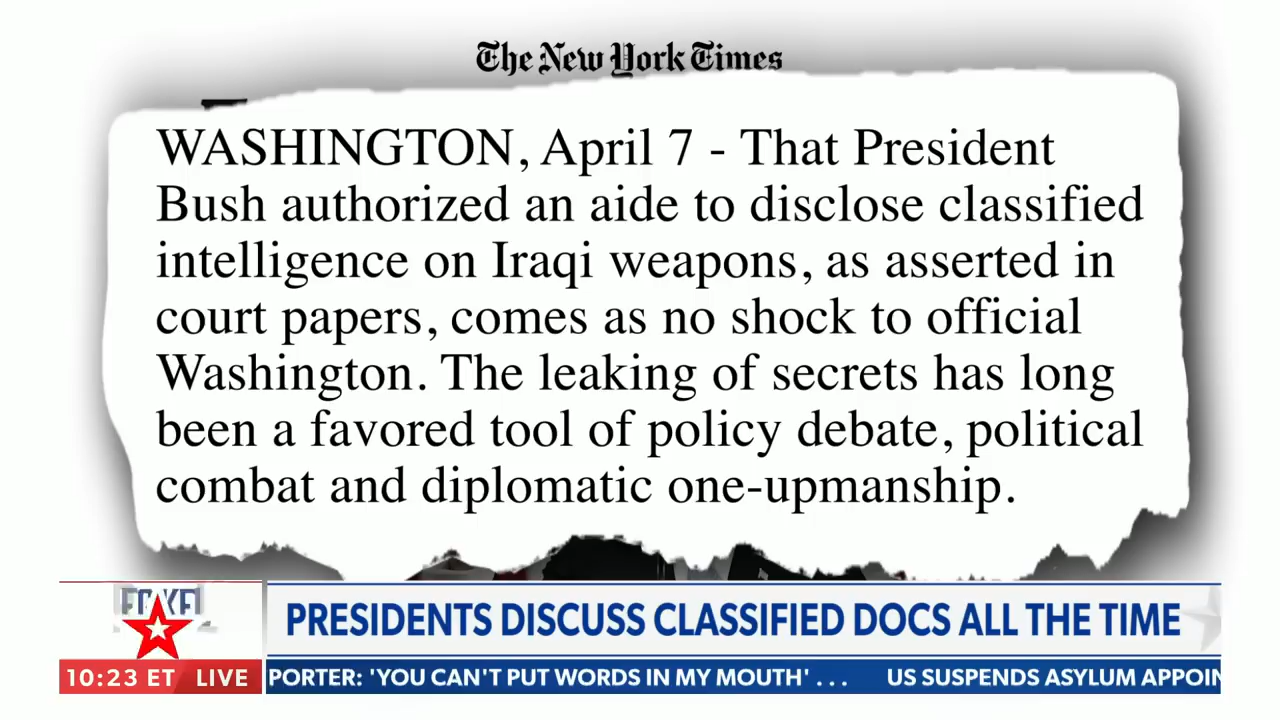 The New York Times
WASHINGTON, April 7 - That President
Bush authorized an aide to disclose classified
intelligence on Iraqi weapons, as asserted in
court papers, comes as no shock to official
Washington. The leaking of secrets has long
been a favored tool of policy debate, political
combat and diplomatic one-upmanship.
PRESIDENTS DISCUSS CLASSIFIED DOCS ALL THE TIME
10:23 ET LIVE
PORTER: 'YOU CAN'T PUT WORDS IN MY MOUTH' . . . US SUSPENDS ASYLUM APPOIN